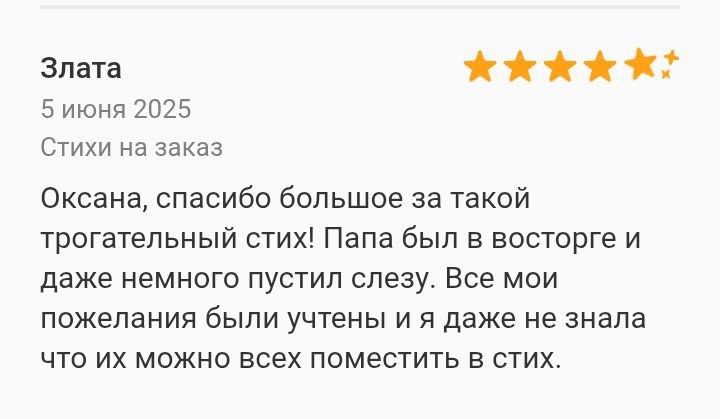 Злата
5 июня 2025
Стихи на заказ
Оксана, спасибо большое за такой
трогательный стих! Папа был в восторге и
даже немного пустил слезу. Все мои
пожелания были учтены и я даже не знала
что их можно всех поместить в стих.